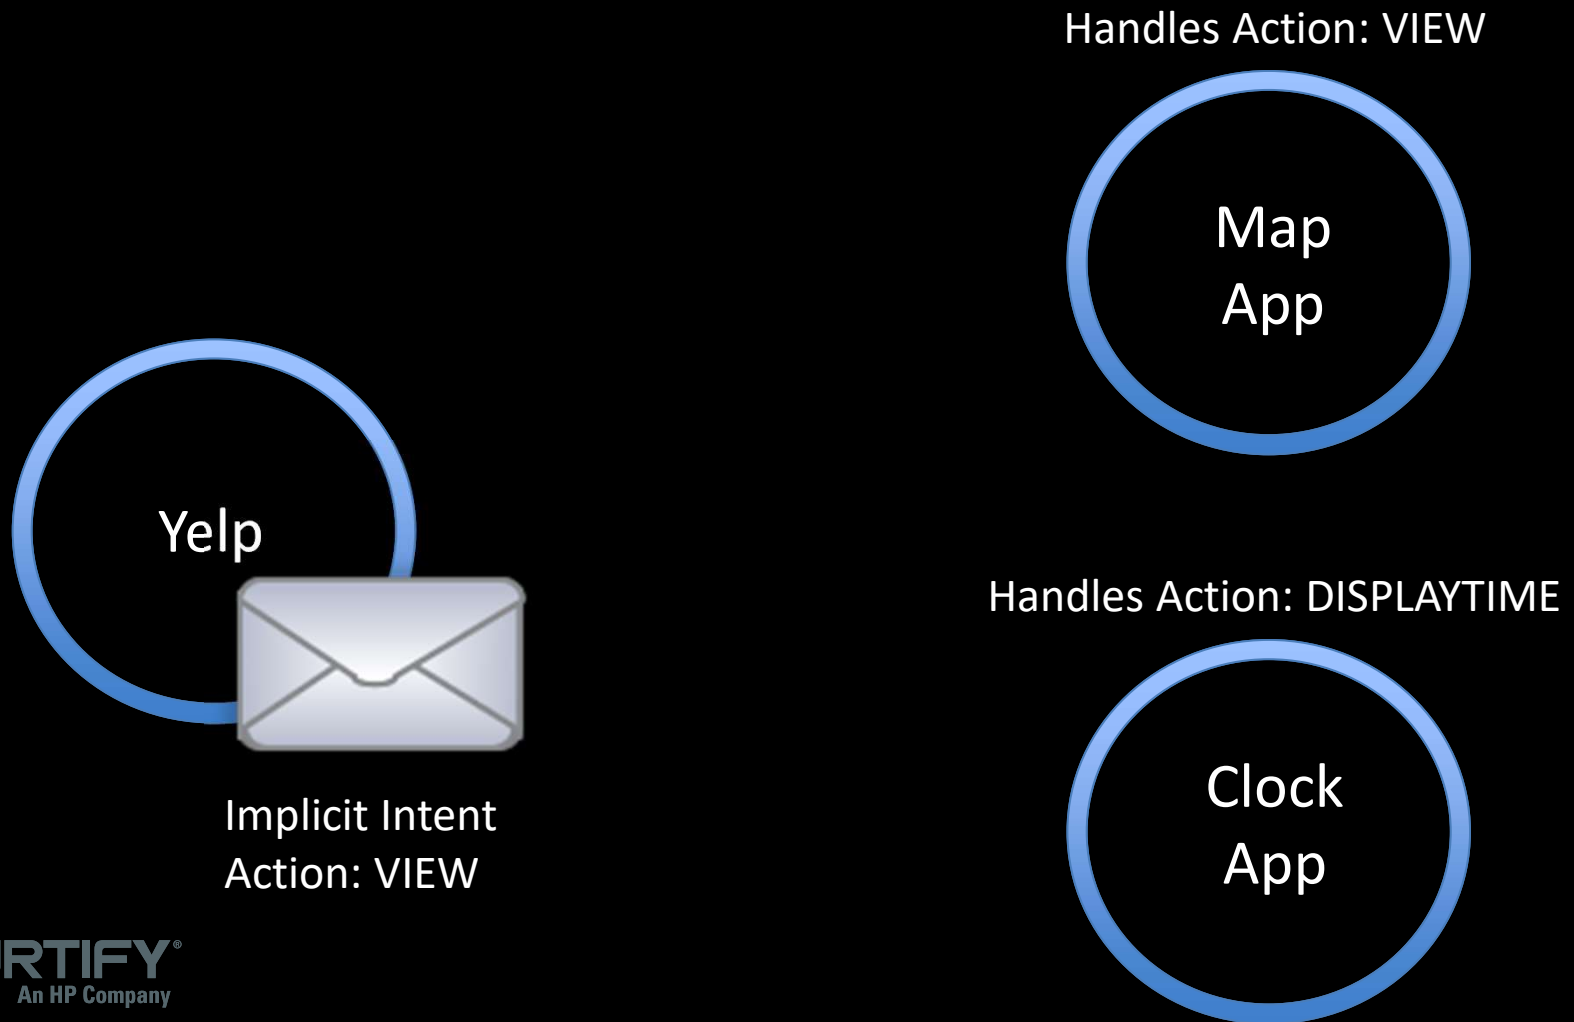 Handles Action: VIEW
Map
App
Yelp
Handles Action: DISPLAYTIME
Implicit Intent
Action: VIEW
Clock
App
RTIFY®
An HP Company